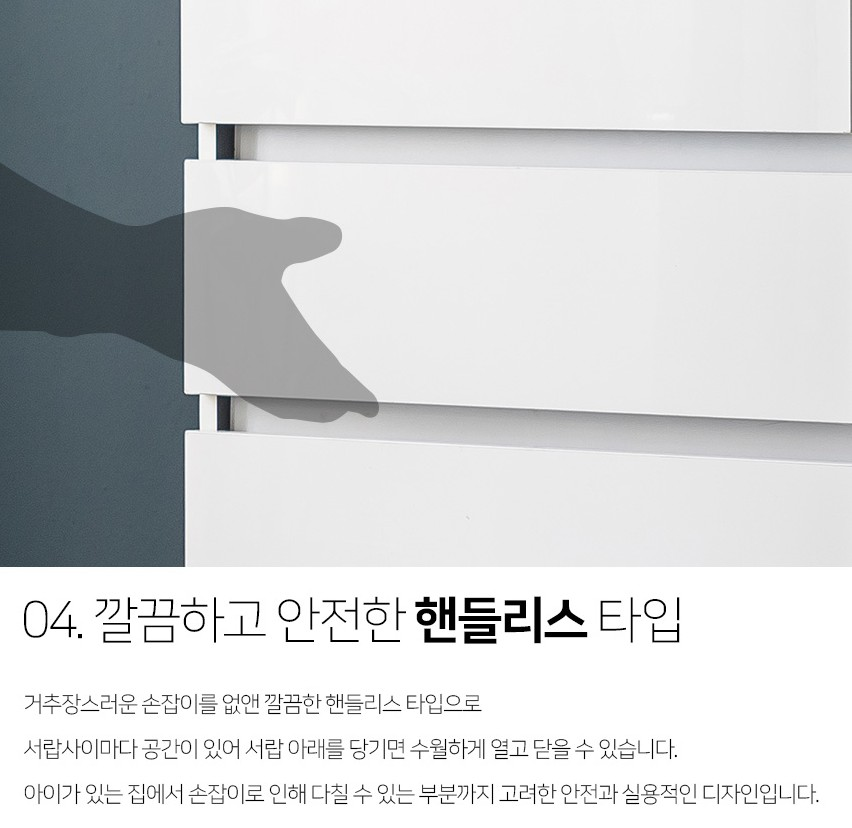 04. 깔끔하고 안전한 핸들리스 타입
거추장스러운 손잡이를 없앤 깔끔한 핸들리스 타입으로
서랍사이마다 공간이 있어 서랍 아래를 당기면 수월하게 열고 닫을 수 있습니다.
아이가 있는 집에서 손잡이로 인해 다칠 수 있는 부분까지 고려한 안전과 실용적인 디자인입니다.